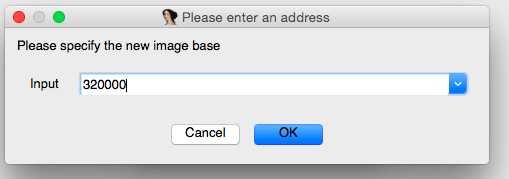 Please enter an address
Please specify the new image base
Input 320000
Cancel OK